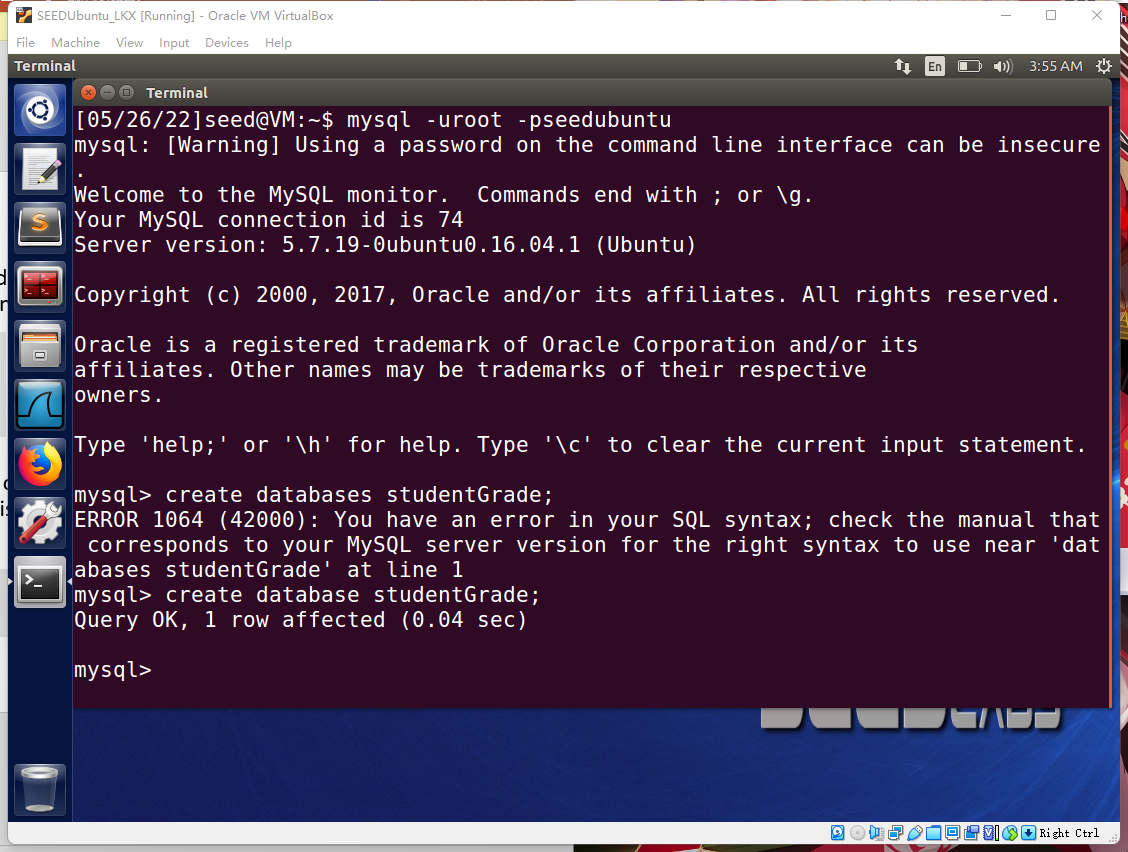 SEEDUbuntu_LKX [Running] - Oracle VM VirtualBox
File Machine View Input Devices Help
Terminal En 3:55 AM
Terminal
[05/26/22]seed@VM:~$ mysql -uroot -pseedubuntu
mysql: [Warning] Using a password on the command line interface can be insecure
.
Welcome to the MySQL monitor.  Commands end with ; or \g.
Your MySQL connection id is 74
Server version: 5.7.19-0ubuntu0.16.04.1 (Ubuntu)
Copyright (c) 2000, 2017, Oracle and/or its affiliates. All rights reserved.
Oracle is a registered trademark of Oracle Corporation and/or its
affiliates. Other names may be trademarks of their respective
owners.
Type 'help;' or '\h' for help. Type '\c' to clear the current input statement.
mysql> create databases studentGrade;
ERROR 1064 (42000): You have an error in your SQL syntax; check the manual that
 corresponds to your MySQL server version for the right syntax to use near 'dat
abases studentGrade' at line 1
mysql> create database studentGrade;
Query OK, 1 row affected (0.04 sec)
mysql>
Right Ctrl